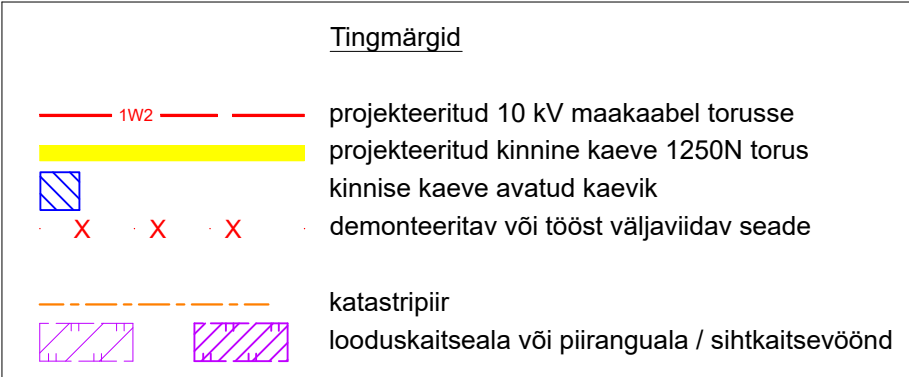 Tingmärgid
1W2 projekteeritud 10 kV maakaabel torusse
projekteeritud kinnine kaeve 1250N torus
kinnise kaeve avatud kaevik
X X X demonteeritav või tööst väljaviidav seade
katastripiir
looduskaitseala või piiranguala / sihtkaitsevöönd